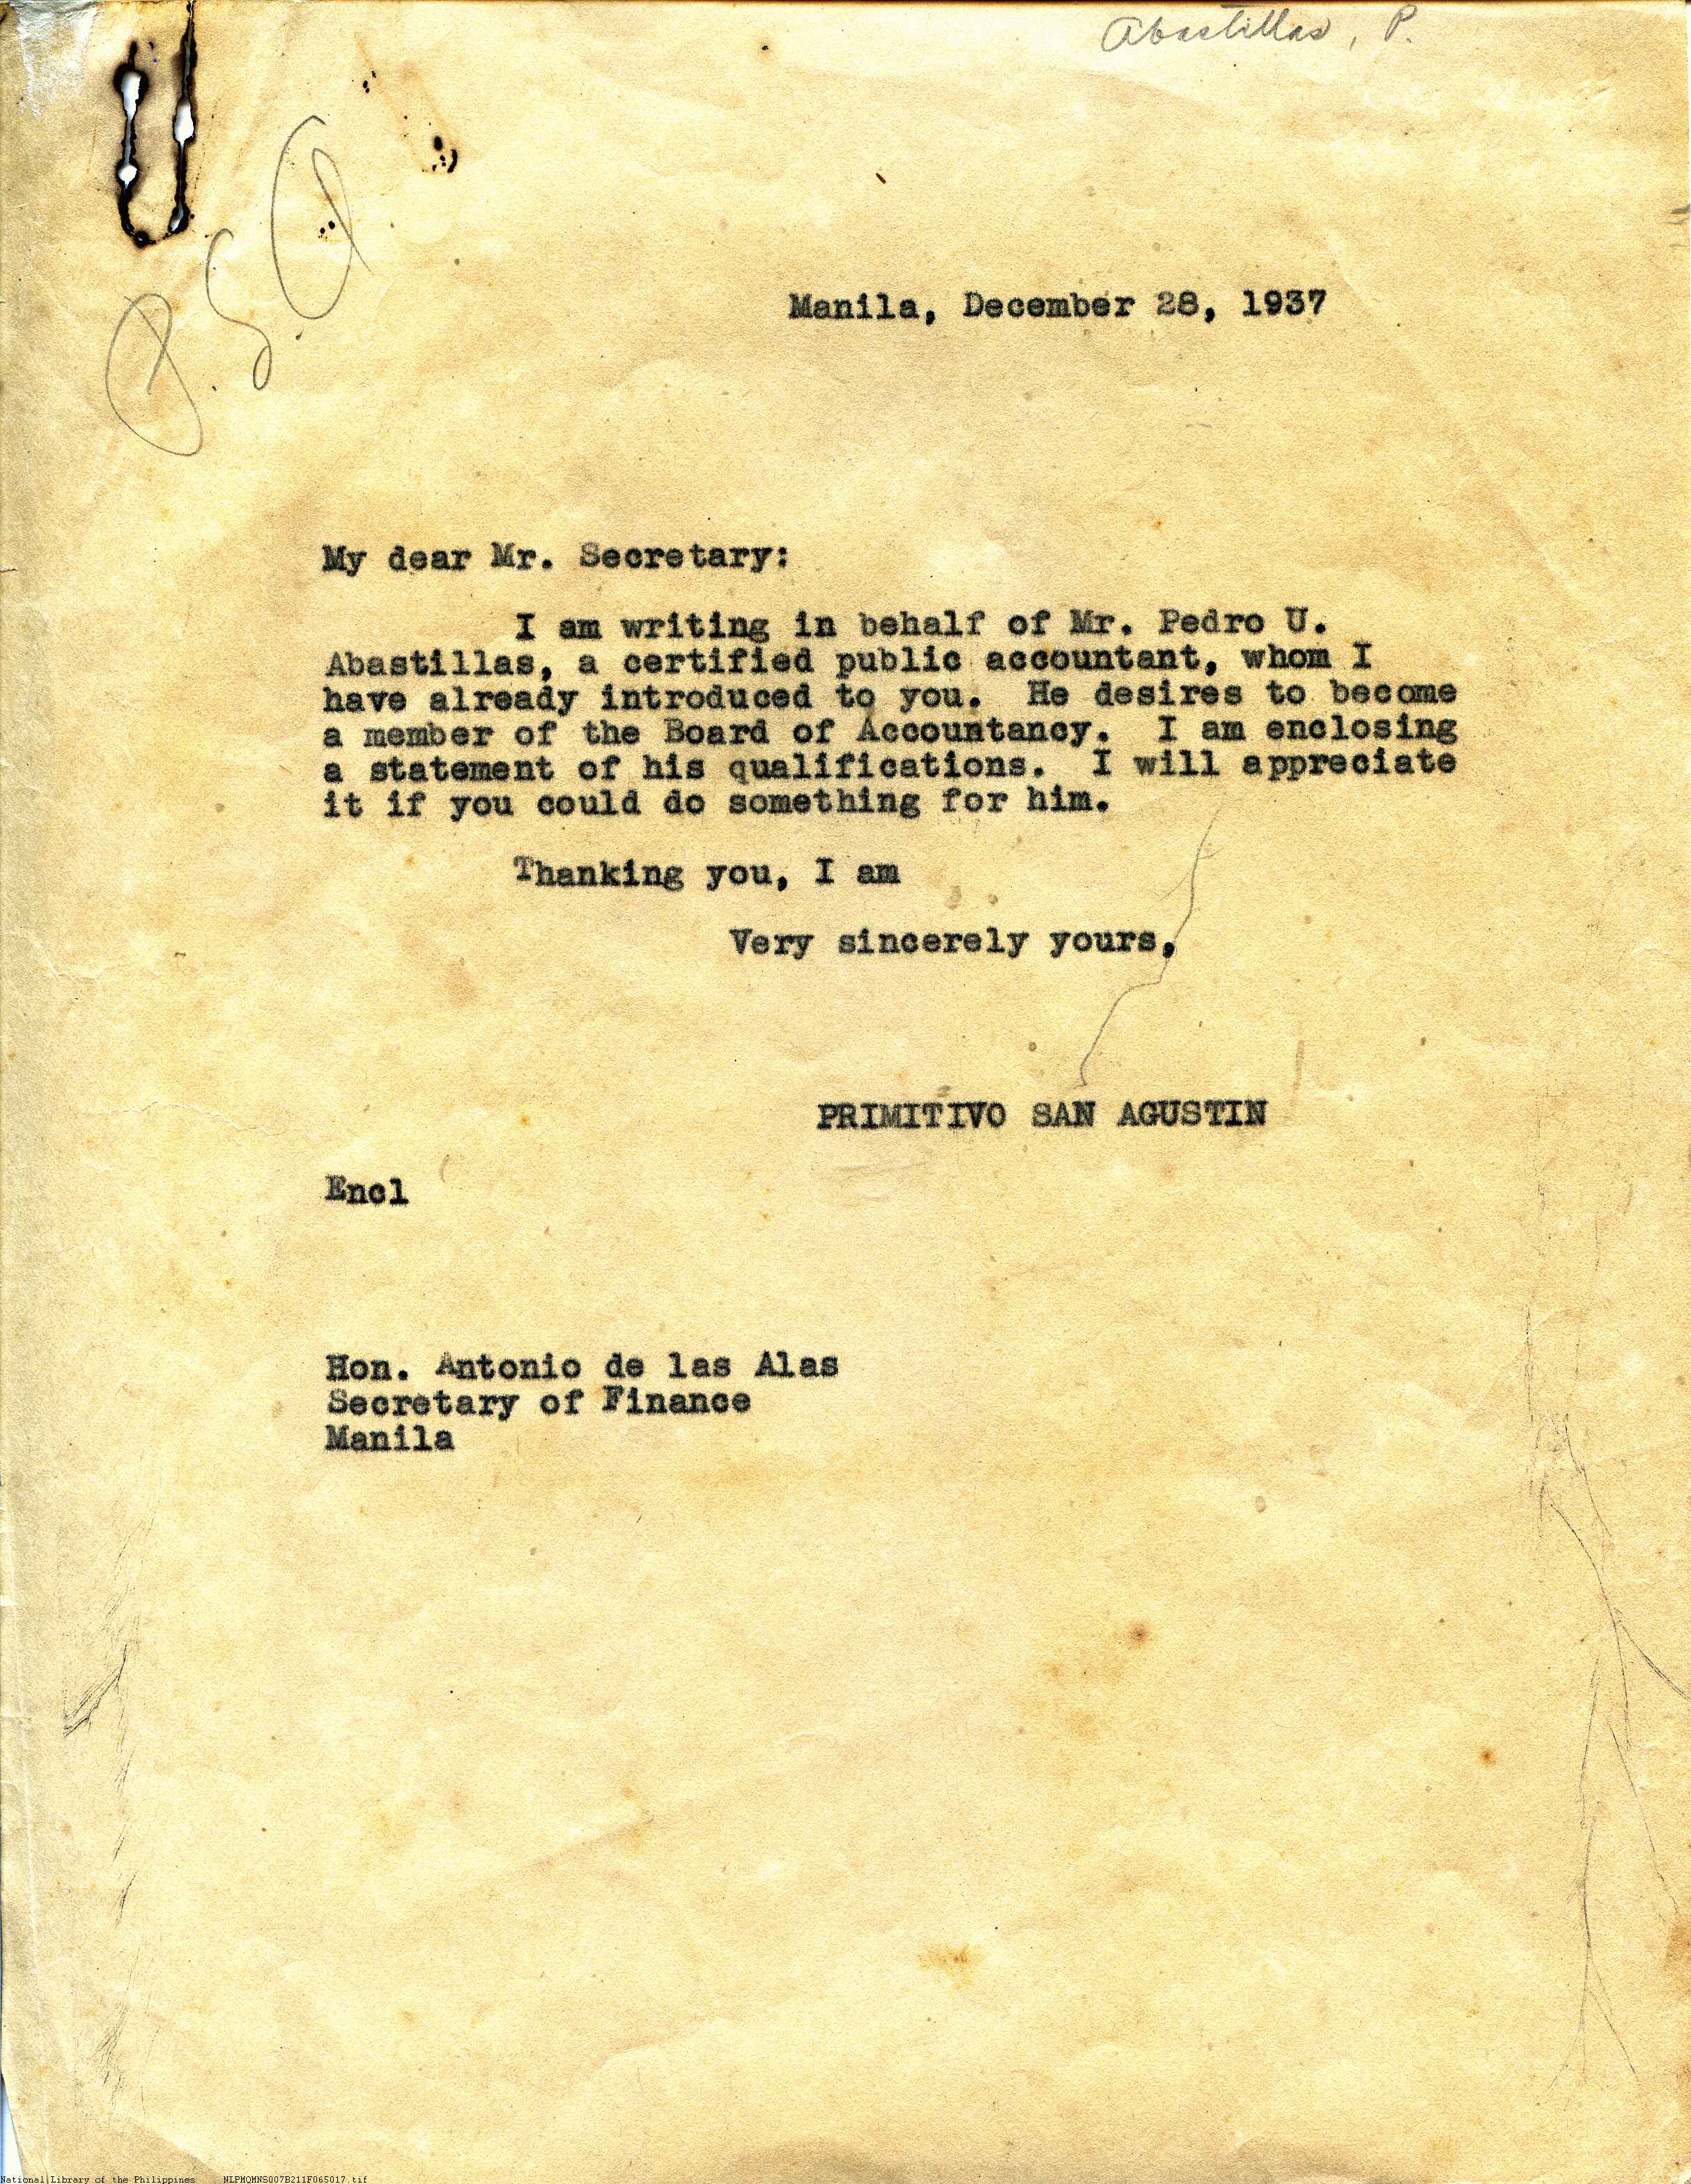 Abastillas, P.
P.S.A.
Manila, December 28, 1937
My dear Mr. Secretary:
I am writing in behalf of Mr. Pedro U.
Abastillas, a certified public accountant, whom I
have already introduced to you. He desires to become
a member of the Board of Accountancy. I am enclosing
a statement of his qualifications. I will appreciate
it if you could do something for him.
Thanking you, I am
Very sincerely yours,
PRIMITIVO SAN AGUSTIN
Encl
Hon. Antonio de las Alas
Secretary of Finance
Manila
National Library of the Philippines NLPMQMNS007B211F065017.tif